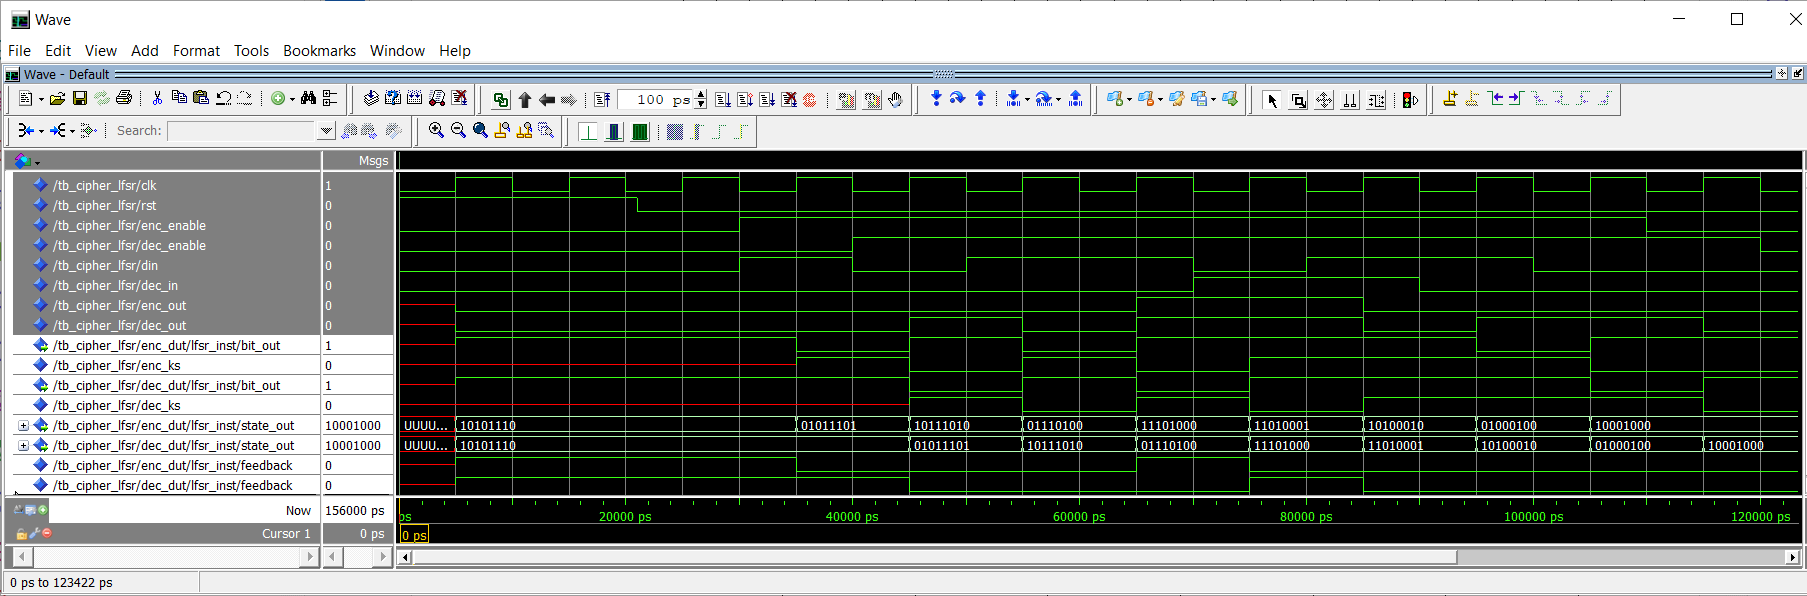 Wave
File Edit View Add Format Tools Bookmarks Window Help
Wave - Default
100 ps
Search:
Msgs
/tb_cipher_lfsr/clk 1
/tb_cipher_lfsr/rst 0
/tb_cipher_lfsr/enc_enable 0
/tb_cipher_lfsr/dec_enable 0
/tb_cipher_lfsr/din 0
/tb_cipher_lfsr/dec_in 0
/tb_cipher_lfsr/enc_out 0
/tb_cipher_lfsr/dec_out 0
/tb_cipher_lfsr/enc_dut/lfsr_inst/bit_out 1
/tb_cipher_lfsr/enc_ks 0
/tb_cipher_lfsr/dec_dut/lfsr_inst/bit_out 1
/tb_cipher_lfsr/dec_ks 0
/tb_cipher_lfsr/enc_dut/lfsr_inst/state_out 10001000 UUUU... 10101110 01011101 10111010 01110100 11101000 11010001 10100010 01000100 10001000
/tb_cipher_lfsr/dec_dut/lfsr_inst/state_out 10001000 UUUU... 10101110 01011101 10111010 01110100 11101000 11010001 10100010 01000100 10001000
/tb_cipher_lfsr/enc_dut/lfsr_inst/feedback 0
/tb_cipher_lfsr/dec_dut/lfsr_inst/feedback 0
Now 156000 ps ps 20000 ps 40000 ps 60000 ps 80000 ps 100000 ps 120000 ps
Cursor 1 0 ps 0 ps
0 ps to 123422 ps